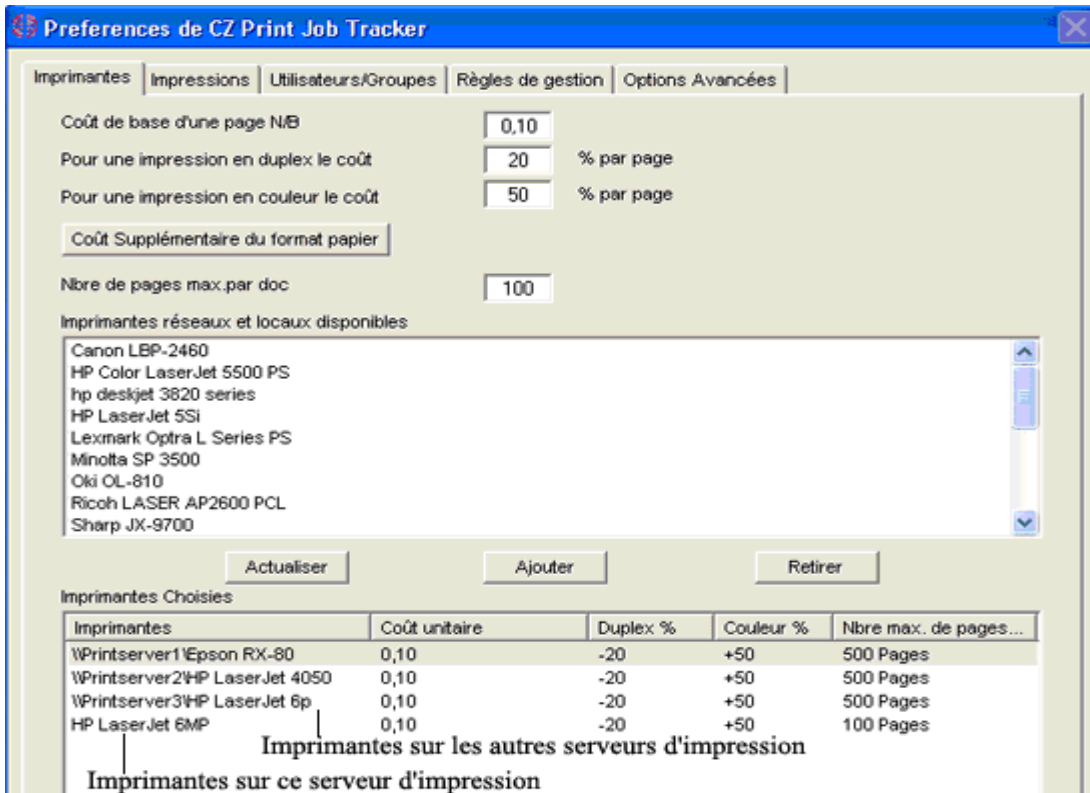 Preferences de CZ Print Job Tracker
Imprimantes Impressions Utilisateurs/Groupes Règles de gestion Options Avancées
Coût de base d'une page N/B 0,10
Pour une impression en duplex le coût 20 % par page
Pour une impression en couleur le coût 50 % par page
Coût Supplémentaire du format papier
Nbre de pages max.par doc 100
Imprimantes réseaux et locaux disponibles
Canon LBP-2460
HP Color LaserJet 5500 PS
hp deskjet 3820 series
HP LaserJet 5Si
Lexmark Optra L Series PS
Minolta SP 3500
Oki OL-810
Ricoh LASER AP2600 PCL
Sharp JX-9700
Actualiser Ajouter Retirer
Imprimantes Choisies
Imprimantes Coût unitaire Duplex % Couleur % Nbre max. de pages...
\\Printserver1\Epson RX-80 0,10 -20 +50 500 Pages
\\Printserver2\HP LaserJet 4050 0,10 -20 +50 500 Pages
\\Printserver3\HP LaserJet 6p 0,10 -20 +50 500 Pages
HP LaserJet 6MP 0,10 -20 +50 100 Pages
Imprimantes sur les autres serveurs d'impression
Imprimantes sur ce serveur d'impression